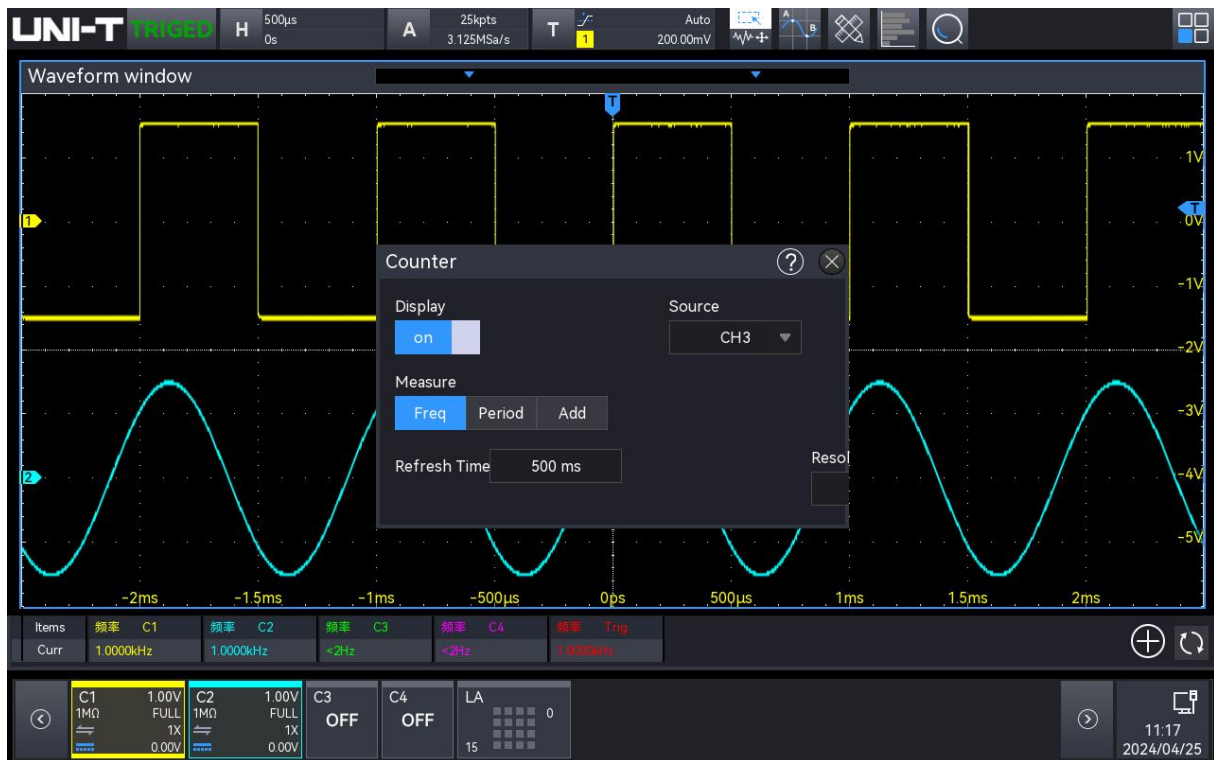 UNI-T TRIGED H 500μs 0s A 25kpts 3.125MSa/s T 1 Auto 200.00mV A B
Waveform window
T
1V
1 T 0V
-1V
Counter ?
Display Source
on CH3
-2V
Measure
Freq Period Add
-3V
Refresh Time 500 ms Resol
2 -4V
-5V
-2ms -1.5ms -1ms -500μs 0ps 500μs 1ms 1.5ms 2ms
Items 频率 C1 频率 C2 频率 C3 频率 C4 频率 Trig
Curr 1.0000kHz 1.0000kHz <2Hz <2Hz 1.0000kHz
C1 1.00V C2 1.00V C3 C4 LA
1MΩ FULL 1MΩ FULL OFF OFF 0
1X 1X
0.00V 0.00V 15
11:17
2024/04/25